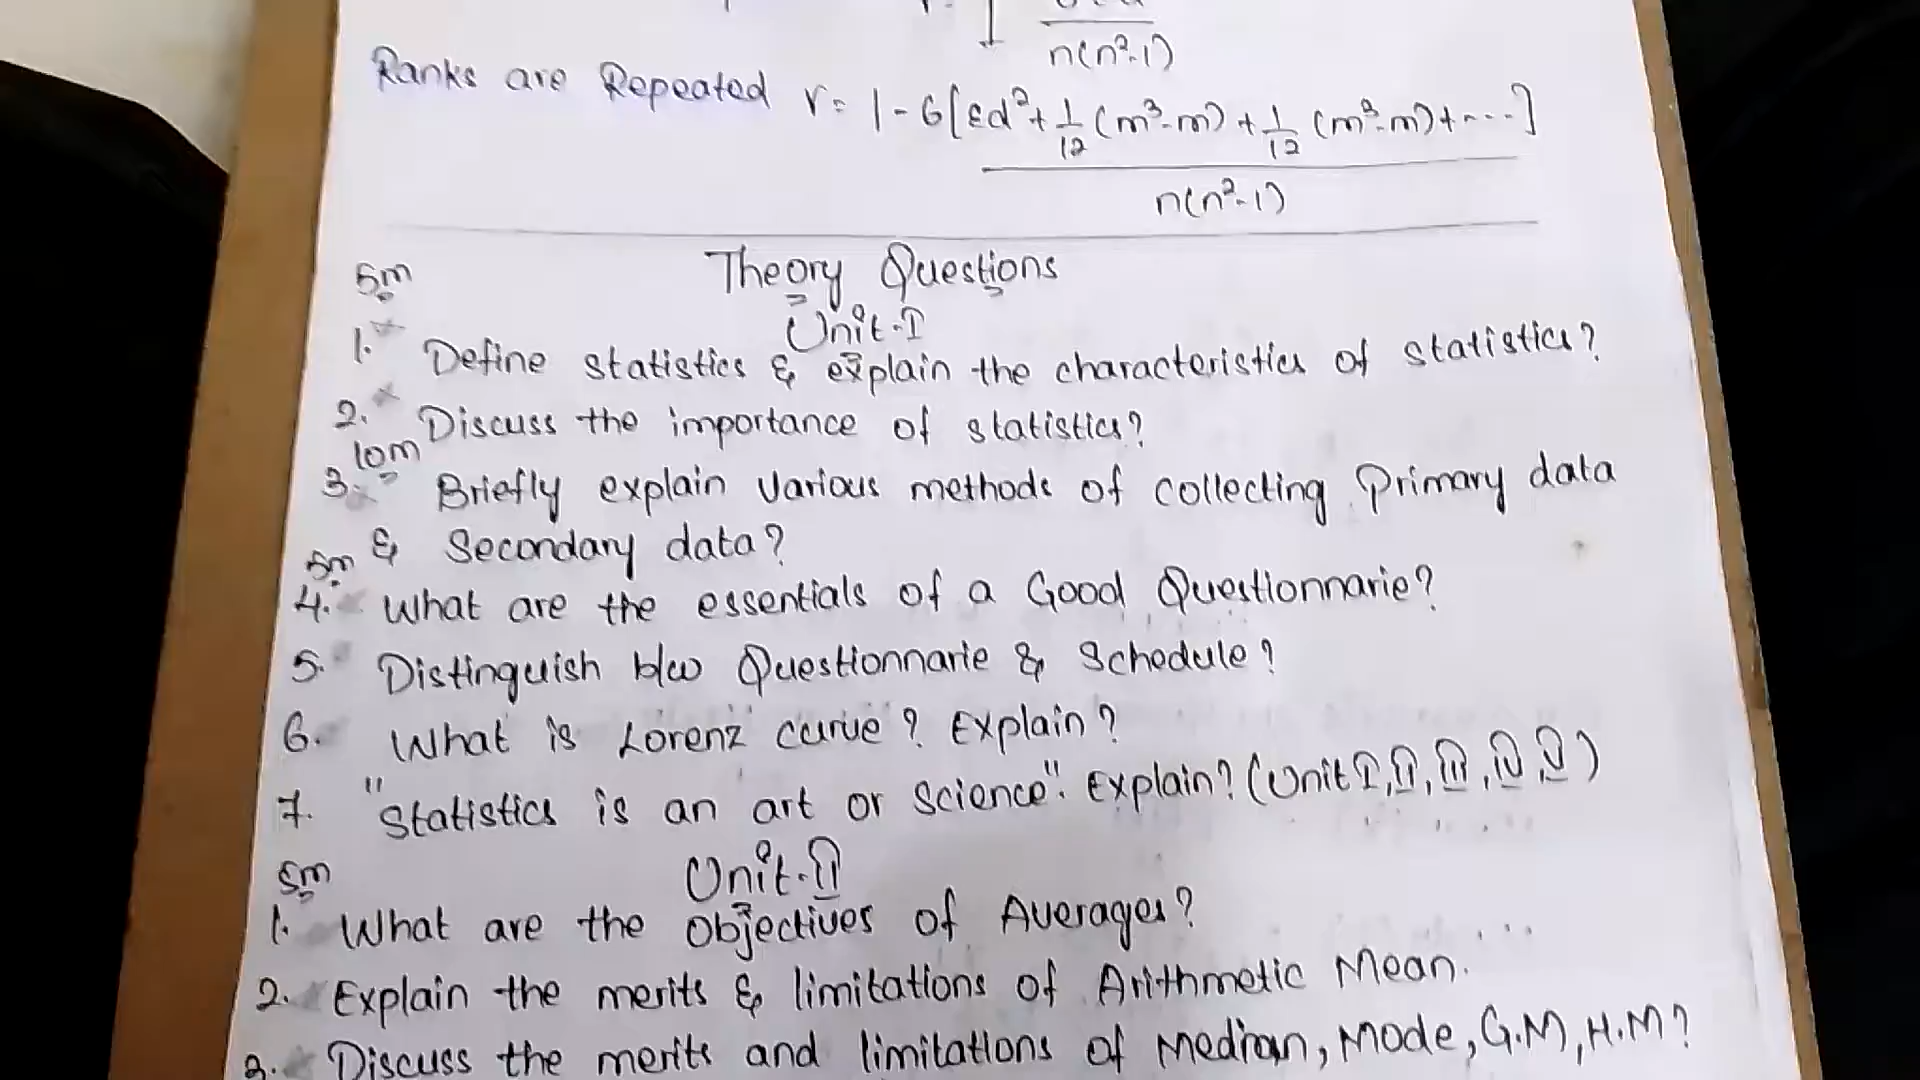 n(n²-1)
Ranks are Repeated r = 1 - 6[Σd² + 1/12 (m³-m) + 1/12 (m³-m) + ----]
n(n²-1)
5m Theory Questions
Unit-I
1. Define statistics & explain the characteristics of statistics?
2. Discuss the importance of statistics?
10m
3. Briefly explain various methods of collecting Primary data
& Secondary data?
5m
4. What are the essentials of a Good Questionnarie?
5. Distinguish b/w Questionnarie & Schedule?
6. What is Lorenz curve? Explain?
7. "Statistics is an art or science". Explain? (Unit I, II, III, IV, V)
5m Unit-II
1. What are the objectives of Averages?
2. Explain the merits & limitations of Arithmetic Mean.
3. Discuss the merits and limitations of Median, Mode, G.M, H.M?